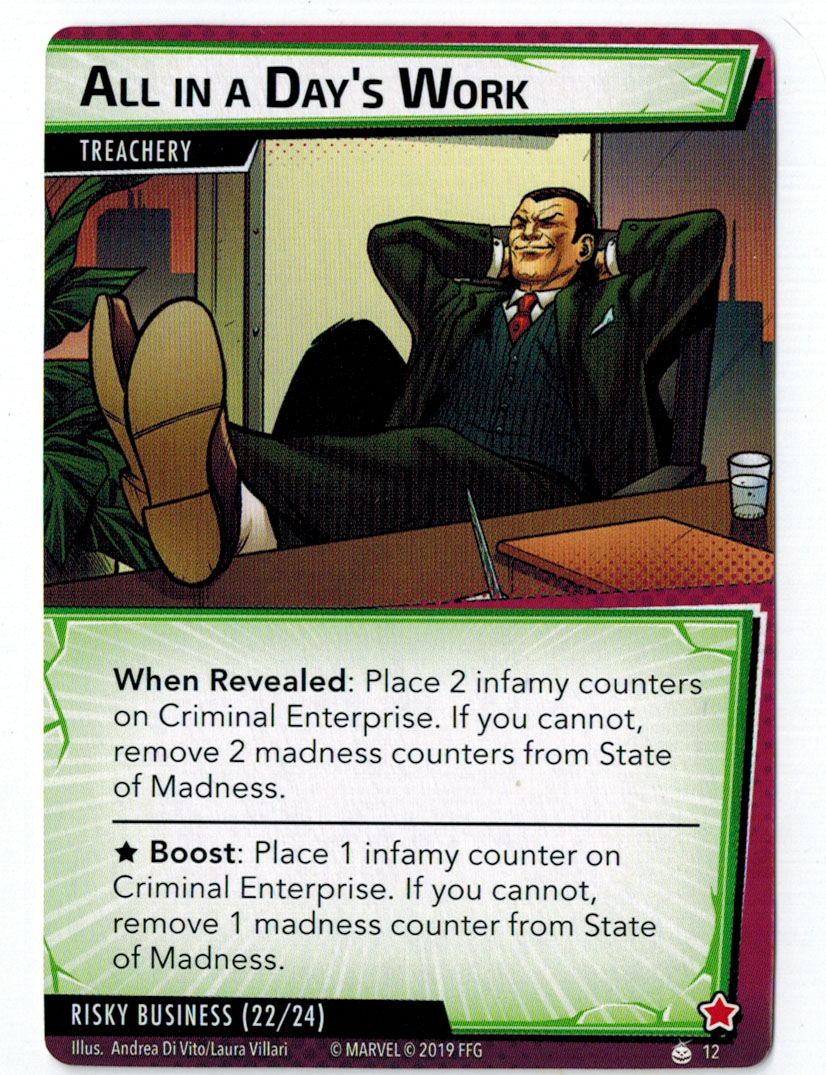 ALL IN A DAY'S WORK
TREACHERY
When Revealed: Place 2 infamy counters
on Criminal Enterprise. If you cannot,
remove 2 madness counters from State
of Madness.
★ Boost: Place 1 infamy counter on
Criminal Enterprise. If you cannot,
remove 1 madness counter from State
of Madness.
RISKY BUSINESS (22/24)
Illus. Andrea Di Vito/Laura Villari © MARVEL © 2019 FFG 12